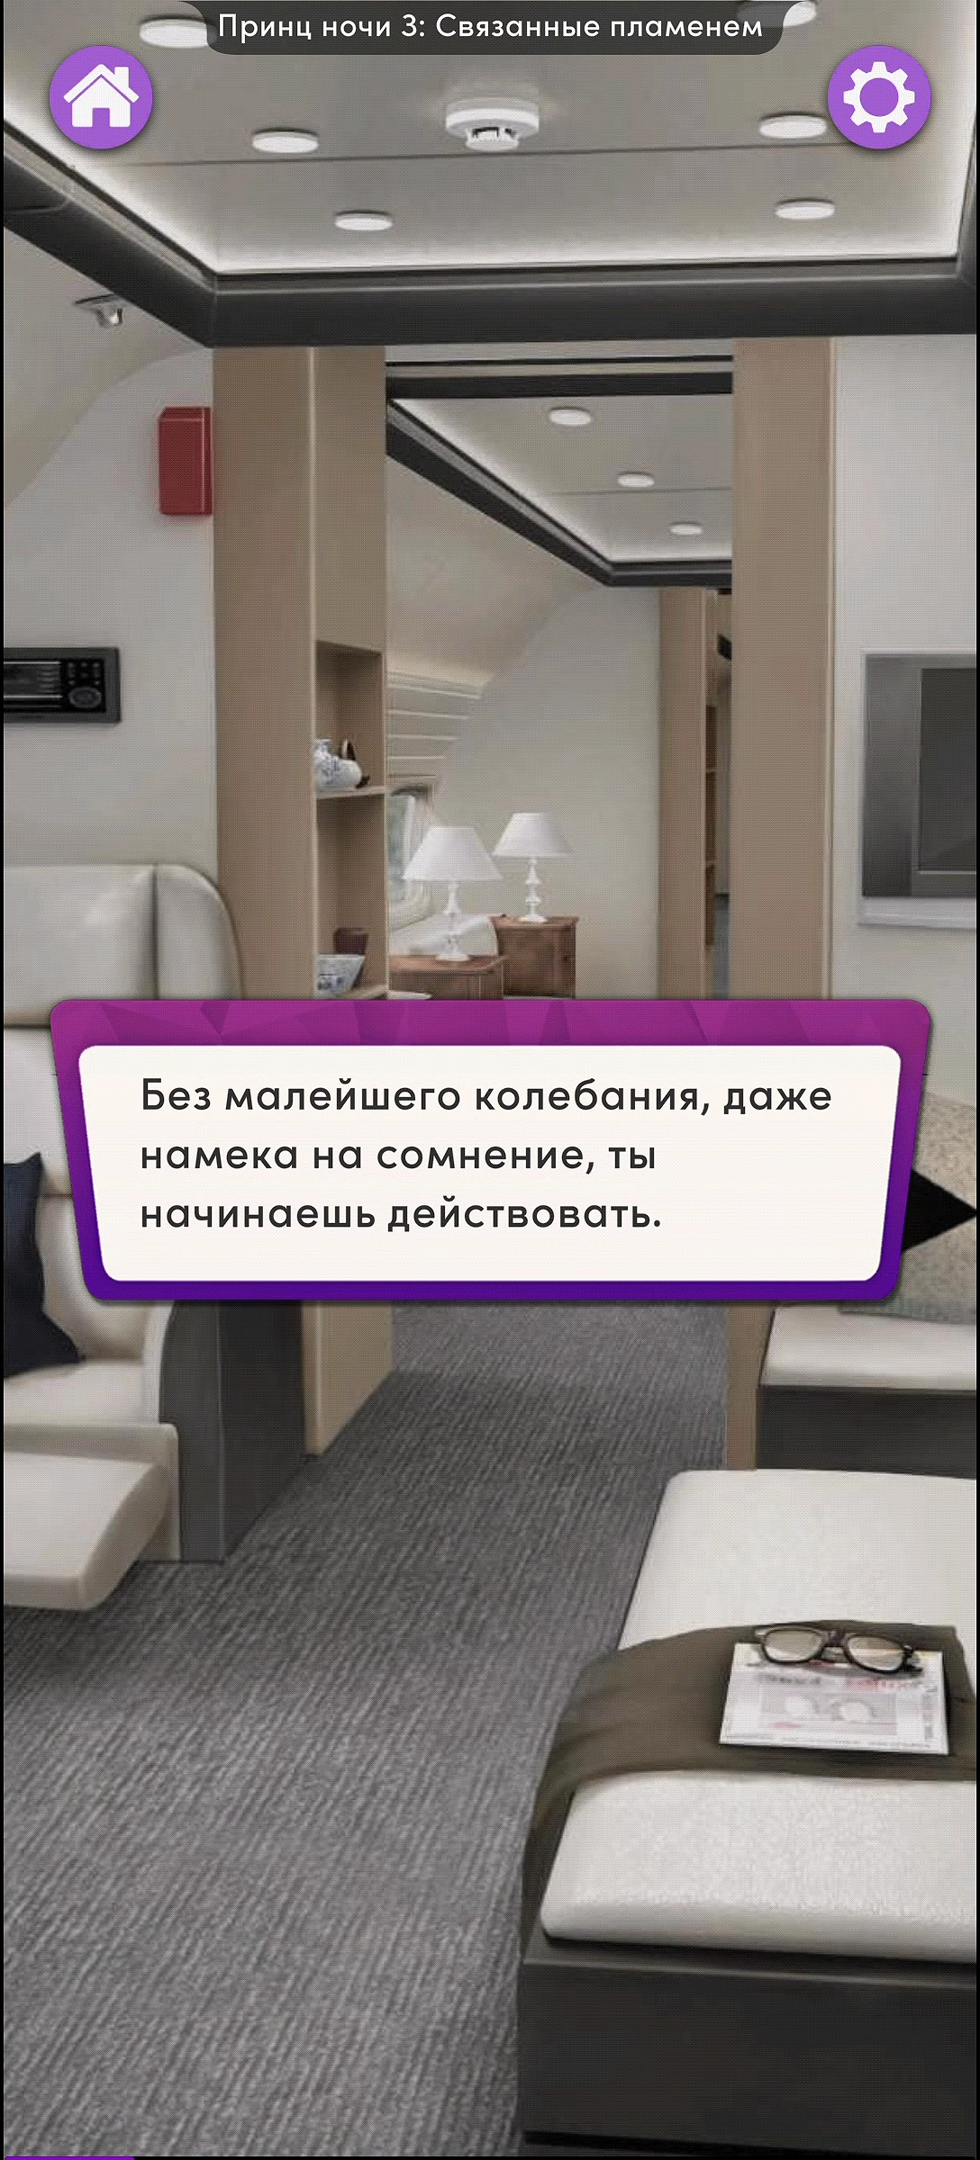 Принц ночи 3: Связанные пламенем
Без малейшего колебания, даже
намека на сомнение, ты
начинаешь действовать.